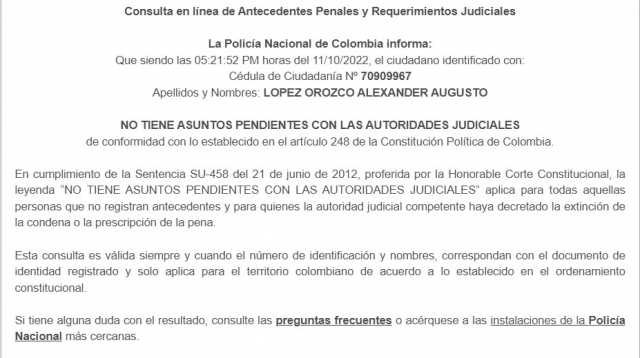 Consulta en línea de Antecedentes Penales y Requerimientos Judiciales
La Policía Nacional de Colombia informa:
Que siendo las 05:21:52 PM horas del 11/10/2022, el ciudadano identificado con:
Cédula de Ciudadanía Nº 70909967
Apellidos y Nombres: LOPEZ OROZCO ALEXANDER AUGUSTO
NO TIENE ASUNTOS PENDIENTES CON LAS AUTORIDADES JUDICIALES
de conformidad con lo establecido en el artículo 248 de la Constitución Política de Colombia.
En cumplimiento de la Sentencia SU-458 del 21 de junio de 2012, proferida por la Honorable Corte Constitucional, la
leyenda "NO TIENE ASUNTOS PENDIENTES CON LAS AUTORIDADES JUDICIALES" aplica para todas aquellas
personas que no registran antecedentes y para quienes la autoridad judicial competente haya decretado la extinción de
la condena o la prescripción de la pena.
Esta consulta es válida siempre y cuando el número de identificación y nombres, correspondan con el documento de
identidad registrado y solo aplica para el territorio colombiano de acuerdo a lo establecido en el ordenamiento
constitucional.
Si tiene alguna duda con el resultado, consulte las preguntas frecuentes o acérquese a las instalaciones de la Policía
Nacional más cercanas.